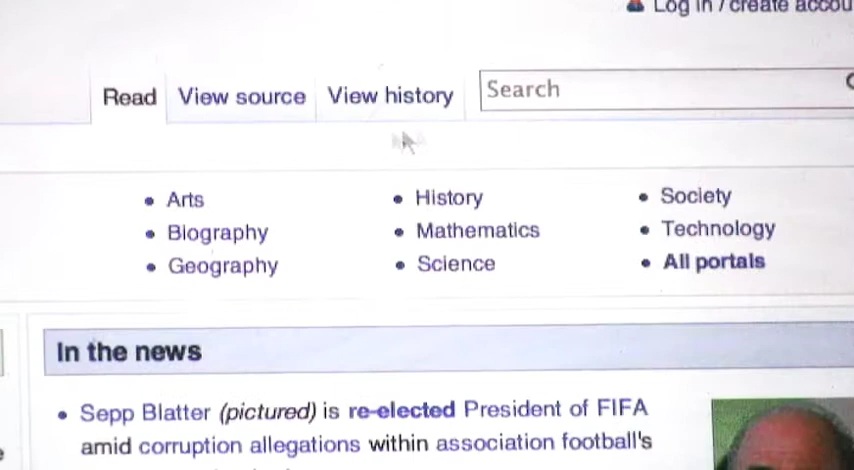 Log in / create accou
Read View source View history Search
Arts History Society
Biography Mathematics Technology
Geography Science All portals
In the news
Sepp Blatter (pictured) is re-elected President of FIFA
amid corruption allegations within association football's